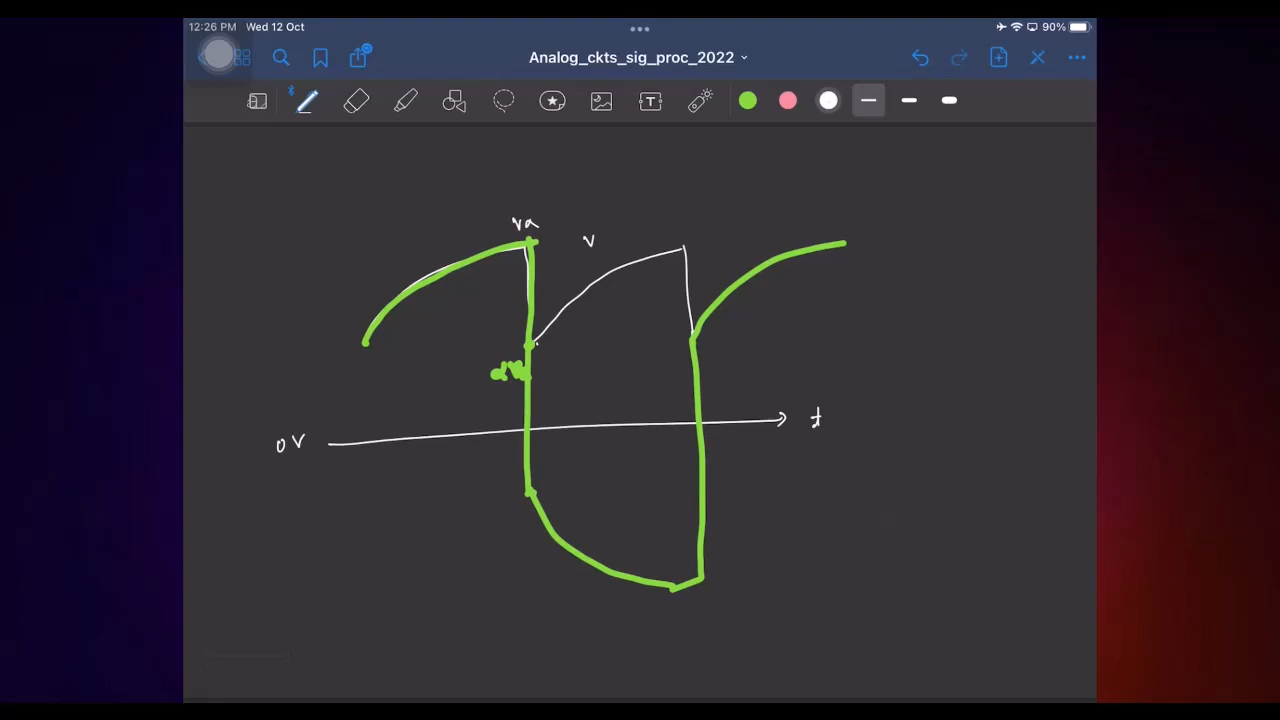 12:26 PM Wed 12 Oct
90%
Analog_ckts_sig_proc_2022
T
va
v
0 V
t